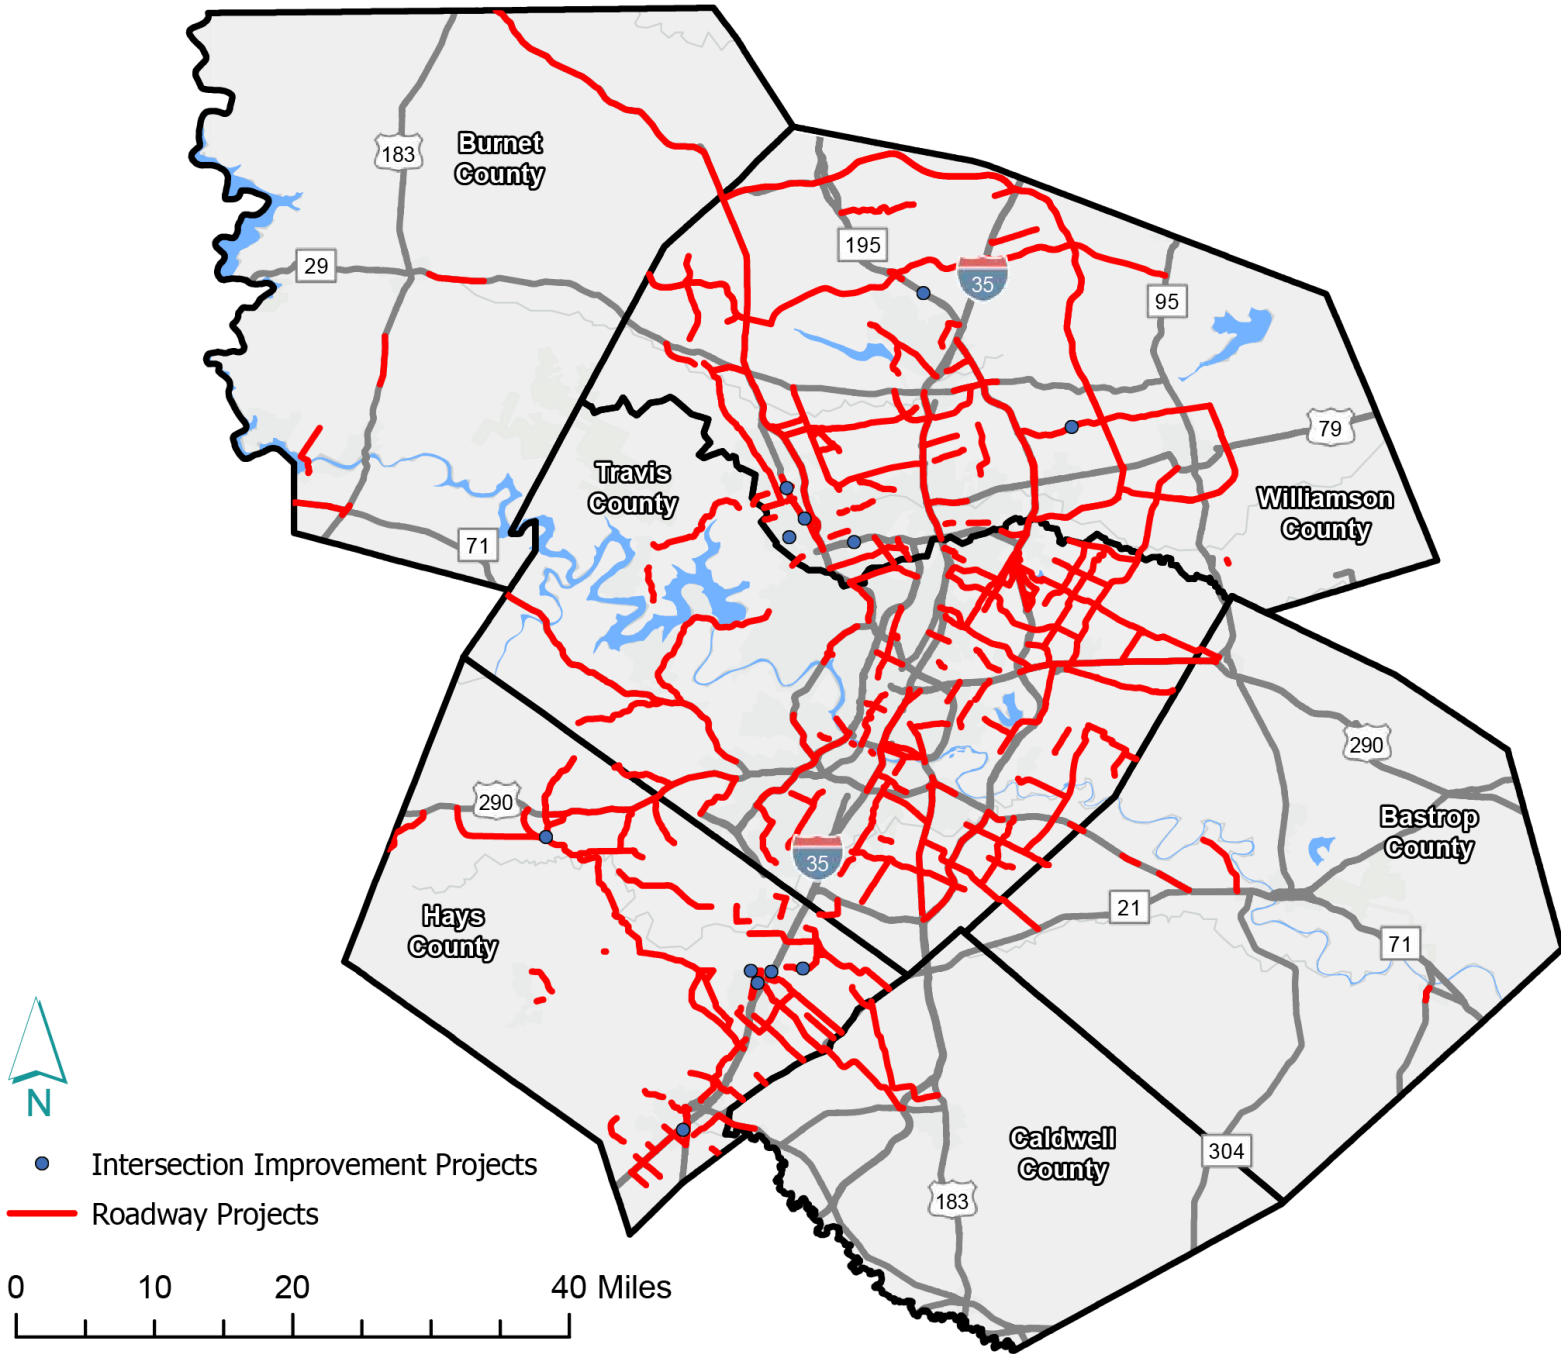 Burnet
County
183
195
29
35
95
79
Travis
County
Williamson
County
71
290
290
Bastrop
County
35
21
Hays
County
71
N
Caldwell
County
304
183
Intersection Improvement Projects
Roadway Projects
0 10 20 40 Miles